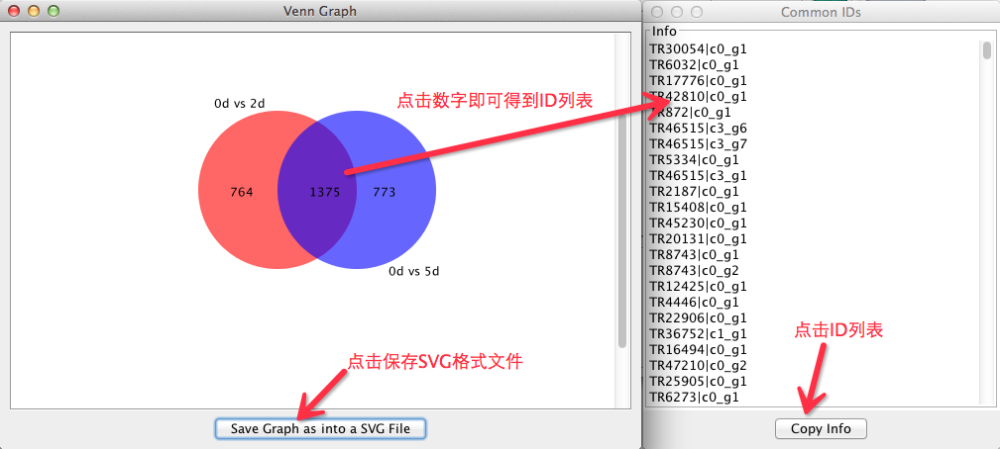 Venn Graph
0d vs 2d
点击数字即可得到ID列表
764
1375
773
0d vs 5d
点击保存SVG格式文件
Save Graph as into a SVG File
Common IDs
Info
TR30054|c0_g1
TR6032|c0_g1
TR17776|c0_g1
TR42810|c0_g1
TR872|c0_g1
TR46515|c3_g6
TR46515|c3_g7
TR5334|c0_g1
TR46515|c3_g1
TR2187|c0_g1
TR15408|c0_g1
TR45230|c0_g1
TR20131|c0_g1
TR8743|c0_g1
TR8743|c0_g2
TR12425|c0_g1
TR4446|c0_g1
TR22906|c0_g1
TR36752|c1_g1
TR16494|c0_g1
TR47210|c0_g2
TR25905|c0_g1
TR6273|c0_g1
点击ID列表
Copy Info